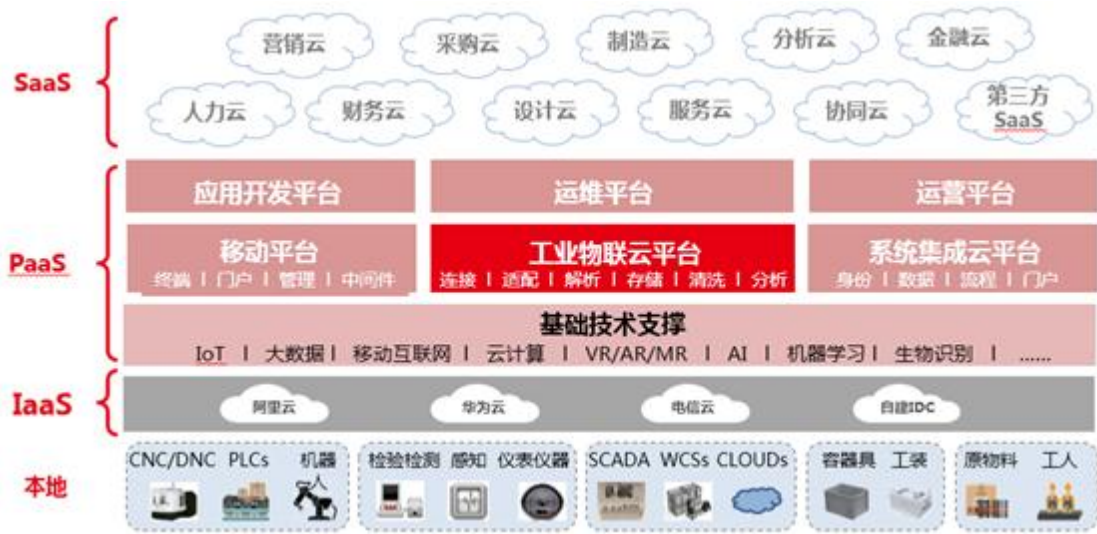 营销云 采购云 制造云 分析云 金融云
SaaS
人力云 财务云 设计云 服务云 协同云 第三方
SaaS
应用开发平台 运维平台 运营平台
PaaS
移动平台 工业物联云平台 系统集成云平台
终端 | 门户 | 管理 | 中间件 连接 | 适配 | 解析 | 存储 | 清洗 | 分析 身份 | 数据 | 流程 | 门户
基础技术支撑
IoT | 大数据 | 移动互联网 | 云计算 | VR/AR/MR | AI | 机器学习 | 生物识别 | ......
IaaS
阿里云 华为云 电信云 自建IDC
本地
CNC/DNC PLCs 机器 检验检测 感知 仪表仪器 SCADA WCSs CLOUDs 容器具 工装 原物料 工人